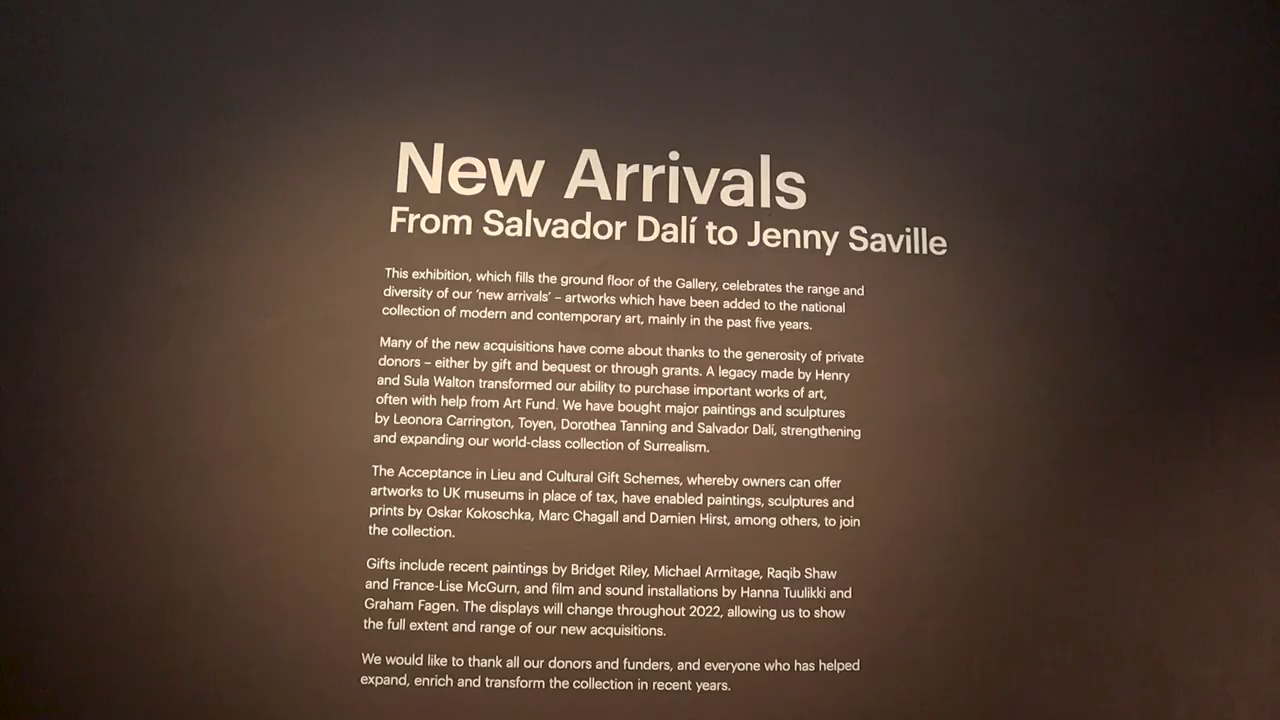 New Arrivals
From Salvador Dalí to Jenny Saville
This exhibition, which fills the ground floor of the Gallery, celebrates the range and
diversity of our ‘new arrivals’ – artworks which have been added to the national
collection of modern and contemporary art, mainly in the past five years.
Many of the new acquisitions have come about thanks to the generosity of private
donors – either by gift and bequest or through grants. A legacy made by Henry
and Sula Walton transformed our ability to purchase important works of art,
often with help from Art Fund. We have bought major paintings and sculptures
by Leonora Carrington, Toyen, Dorothea Tanning and Salvador Dalí, strengthening
and expanding our world-class collection of Surrealism.
The Acceptance in Lieu and Cultural Gift Schemes, whereby owners can offer
artworks to UK museums in place of tax, have enabled paintings, sculptures and
prints by Oskar Kokoschka, Marc Chagall and Damien Hirst, among others, to join
the collection.
Gifts include recent paintings by Bridget Riley, Michael Armitage, Raqib Shaw
and France-Lise McGurn, and film and sound installations by Hanna Tuulikki and
Graham Fagen. The displays will change throughout 2022, allowing us to show
the full extent and range of our new acquisitions.
We would like to thank all our donors and funders, and everyone who has helped
expand, enrich and transform the collection in recent years.